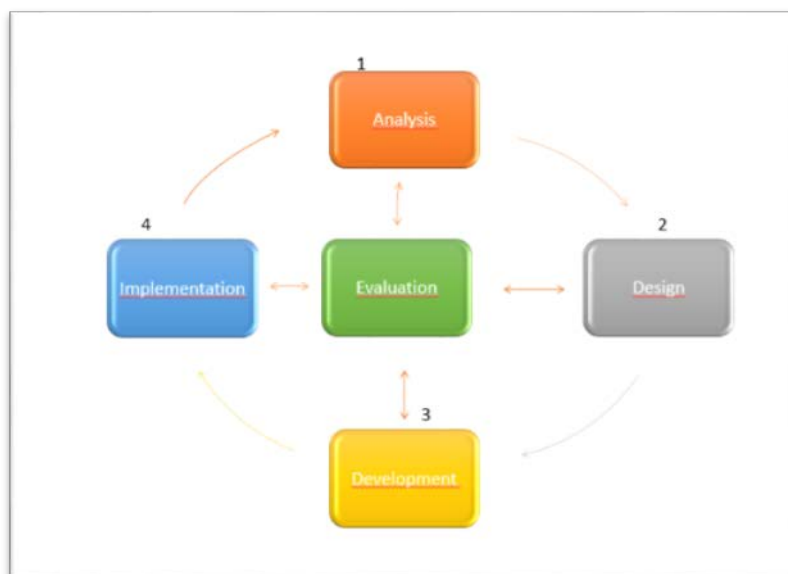 1
Analysis
4
2
Implementation
Evaluation
Design
3
Development